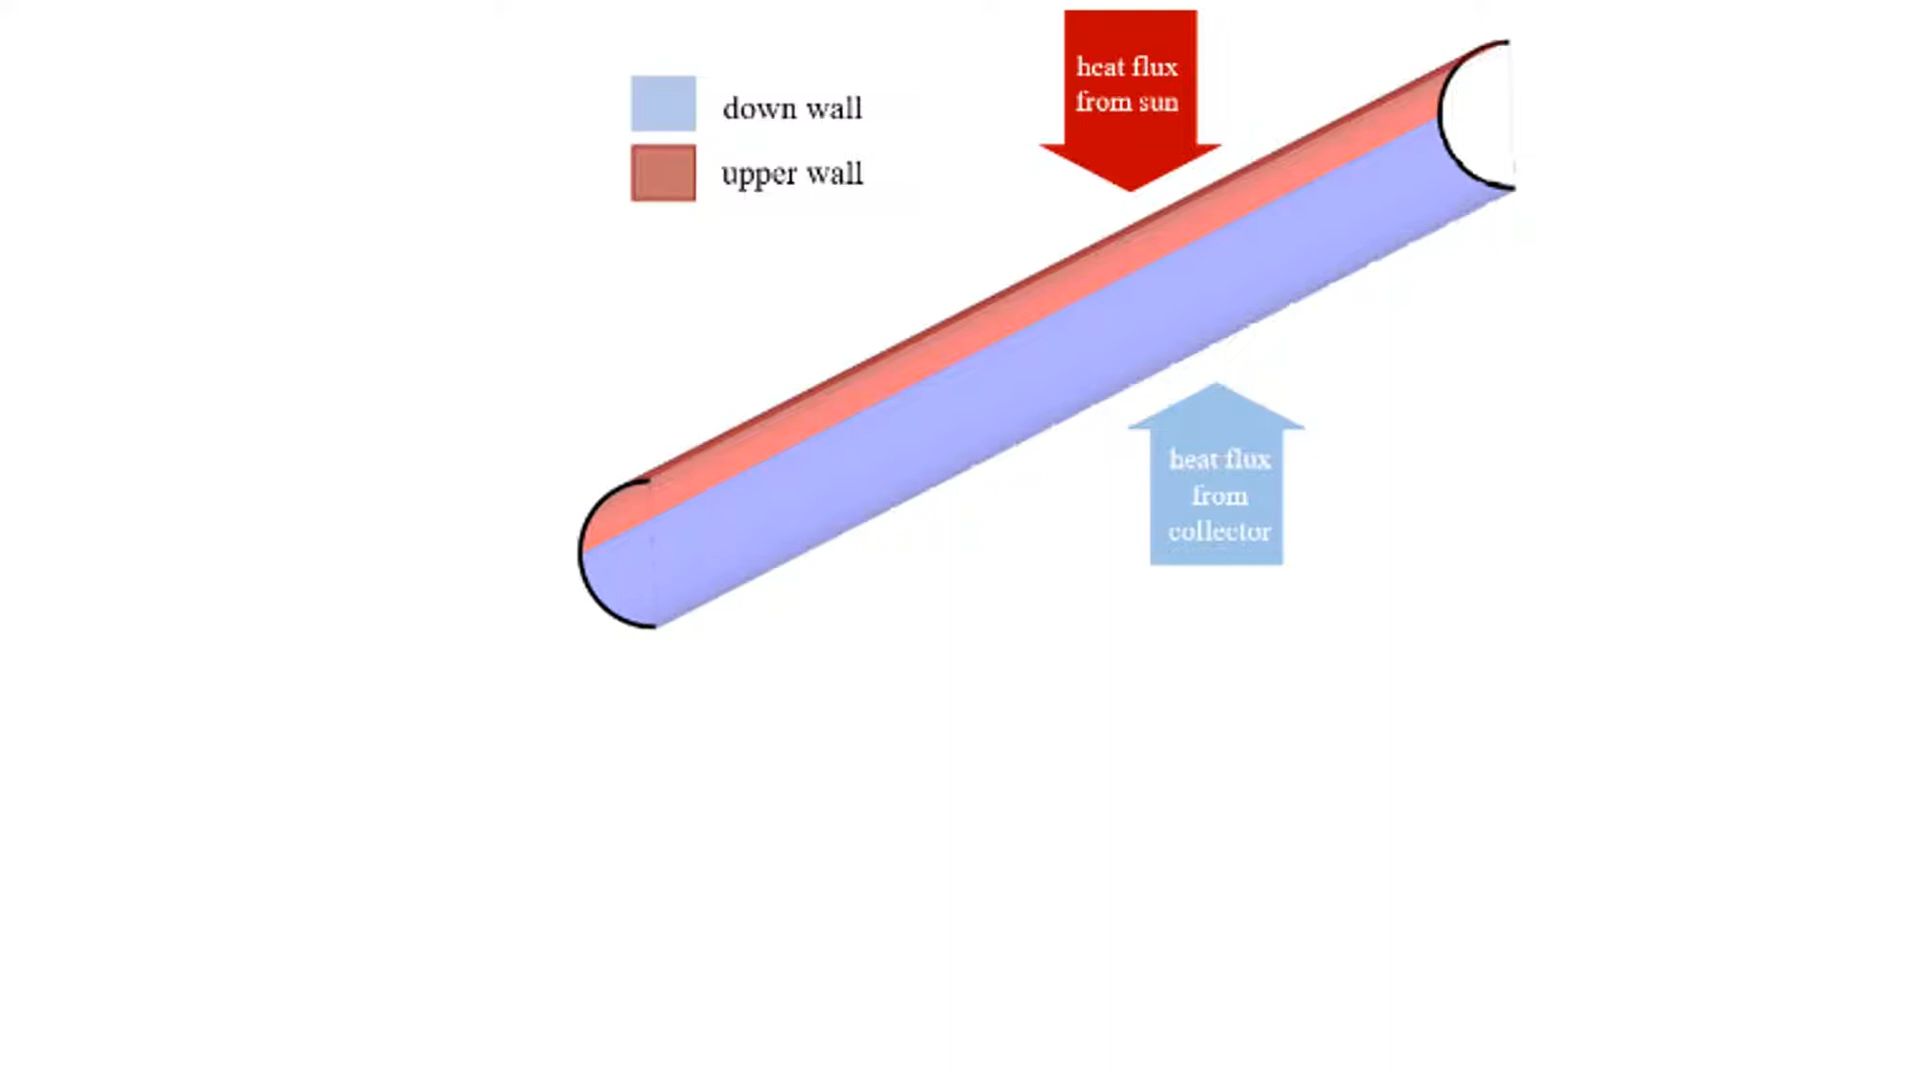 heat flux
from sun
down wall
upper wall
heat flux
from
collector